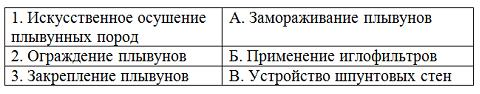 1. Искусственное осушение А. Замораживание плывунов
плывунных пород
2. Ограждение плывунов Б. Применение иглофильтров
3. Закрепление плывунов В. Устройство шпунтовых стен